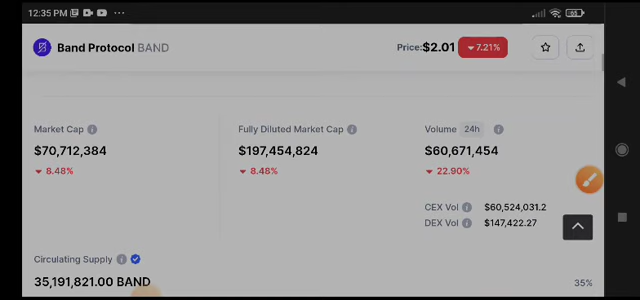 12:35 PM
65
Band Protocol BAND
Price:$2.01 7.21%
Market Cap
$70,712,384
8.48%
Fully Diluted Market Cap
$197,454,824
8.48%
Volume 24h
$60,671,454
22.90%
CEX Vol $60,524,031.2
DEX Vol $147,422.27
Circulating Supply
35,191,821.00 BAND
35%